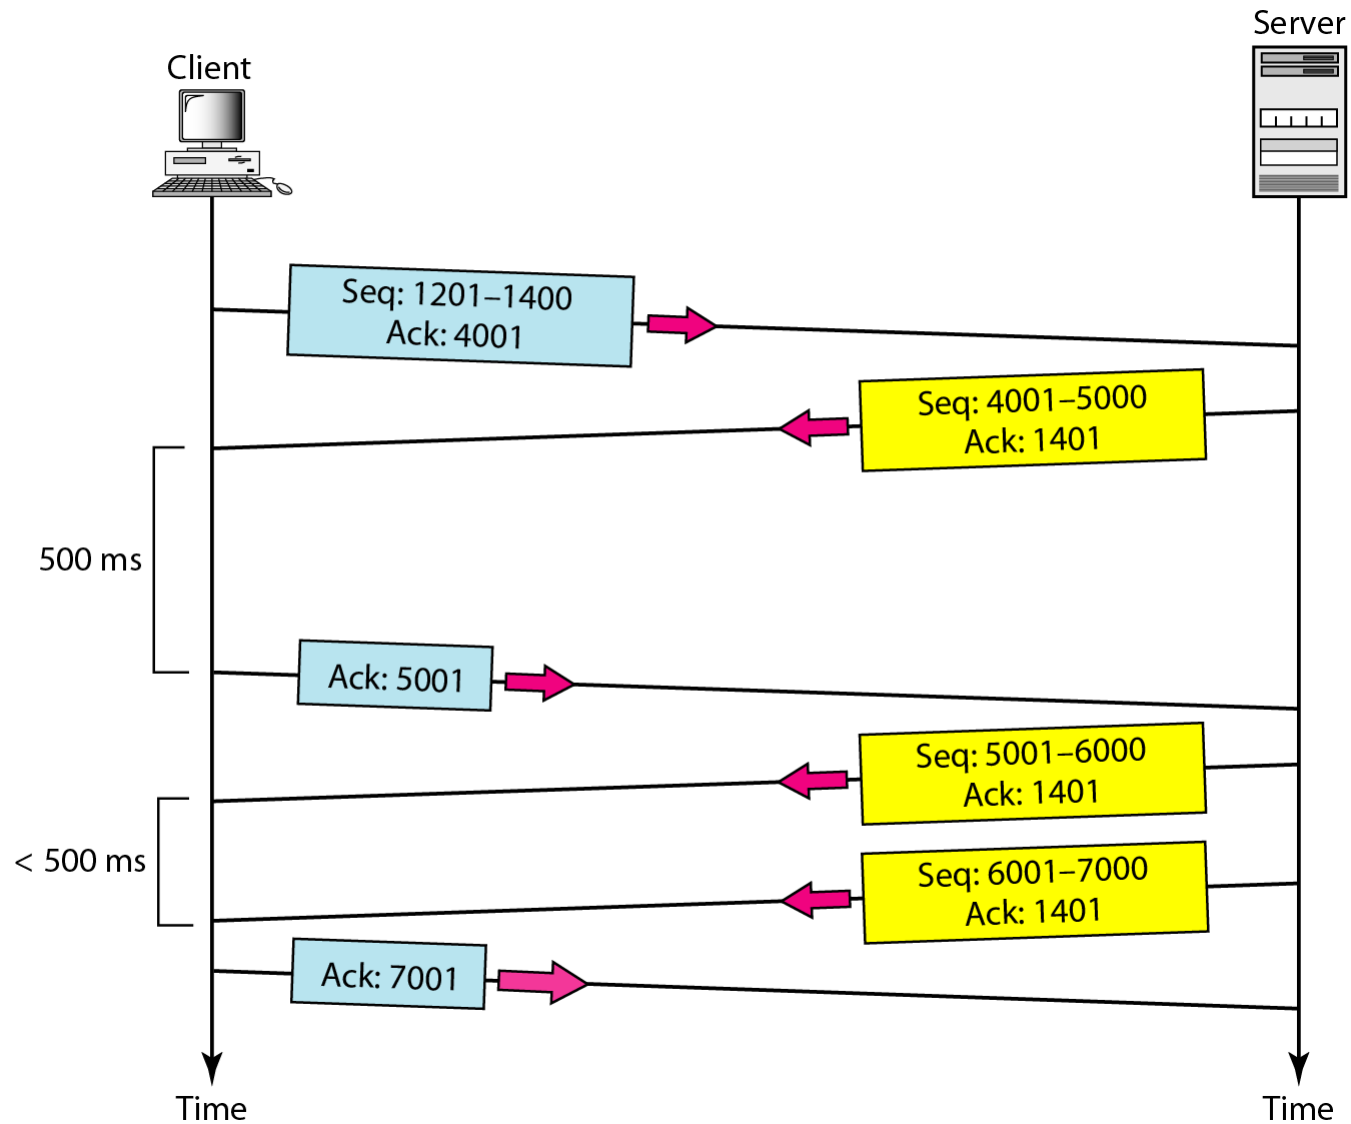 Server
Client
Seq: 1201–1400
Ack: 4001
Seq: 4001–5000
Ack: 1401
500 ms
Ack: 5001
Seq: 5001–6000
Ack: 1401
< 500 ms
Seq: 6001–7000
Ack: 1401
Ack: 7001
Time
Time